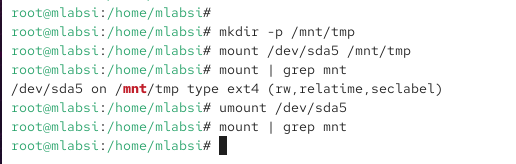 root@mlabsi:/home/mlabsi#
root@mlabsi:/home/mlabsi# mkdir -p /mnt/tmp
root@mlabsi:/home/mlabsi# mount /dev/sda5 /mnt/tmp
root@mlabsi:/home/mlabsi# mount | grep mnt
/dev/sda5 on /mnt/tmp type ext4 (rw,relatime,seclabel)
root@mlabsi:/home/mlabsi# umount /dev/sda5
root@mlabsi:/home/mlabsi# mount | grep mnt
root@mlabsi:/home/mlabsi#